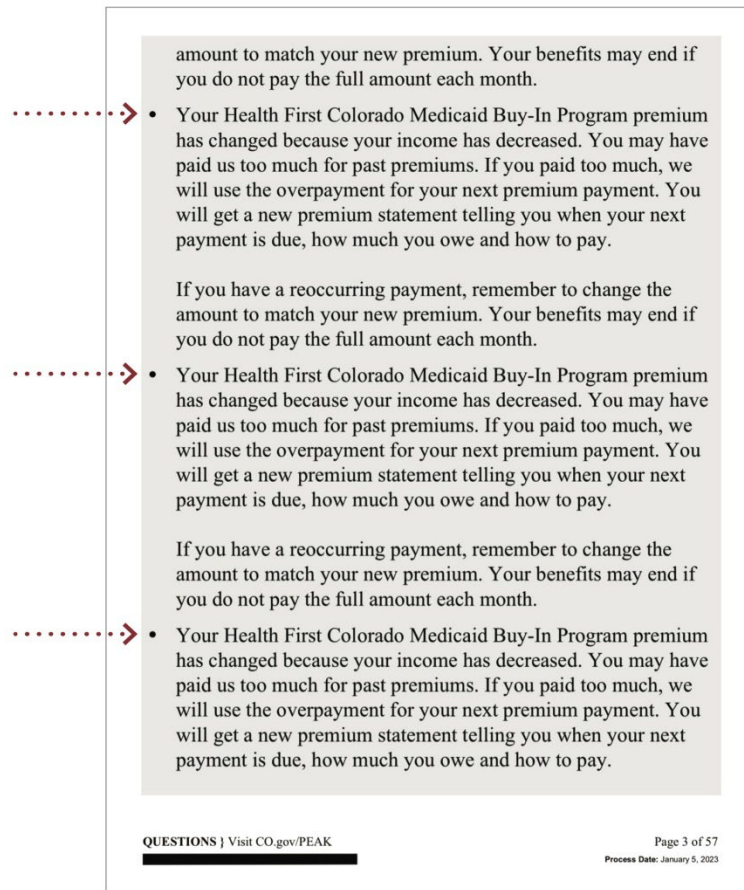 amount to match your new premium. Your benefits may end if
you do not pay the full amount each month.
• Your Health First Colorado Medicaid Buy-In Program premium
has changed because your income has decreased. You may have
paid us too much for past premiums. If you paid too much, we
will use the overpayment for your next premium payment. You
will get a new premium statement telling you when your next
payment is due, how much you owe and how to pay.
If you have a reoccurring payment, remember to change the
amount to match your new premium. Your benefits may end if
you do not pay the full amount each month.
• Your Health First Colorado Medicaid Buy-In Program premium
has changed because your income has decreased. You may have
paid us too much for past premiums. If you paid too much, we
will use the overpayment for your next premium payment. You
will get a new premium statement telling you when your next
payment is due, how much you owe and how to pay.
If you have a reoccurring payment, remember to change the
amount to match your new premium. Your benefits may end if
you do not pay the full amount each month.
• Your Health First Colorado Medicaid Buy-In Program premium
has changed because your income has decreased. You may have
paid us too much for past premiums. If you paid too much, we
will use the overpayment for your next premium payment. You
will get a new premium statement telling you when your next
payment is due, how much you owe and how to pay.
QUESTIONS } Visit CO.gov/PEAK
Page 3 of 57
Process Date: January 5, 2023